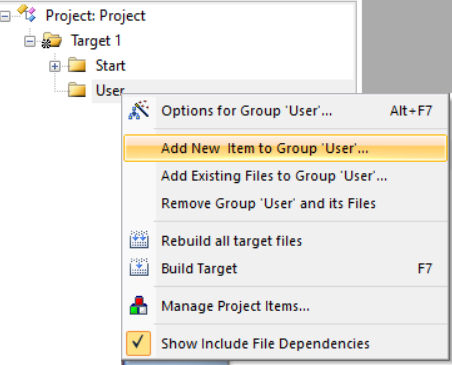 Project: Project
Target 1
Start
User
Options for Group 'User'... Alt+F7
Add New Item to Group 'User'...
Add Existing Files to Group 'User'...
Remove Group 'User' and its Files
Rebuild all target files
Build Target F7
Manage Project Items...
Show Include File Dependencies